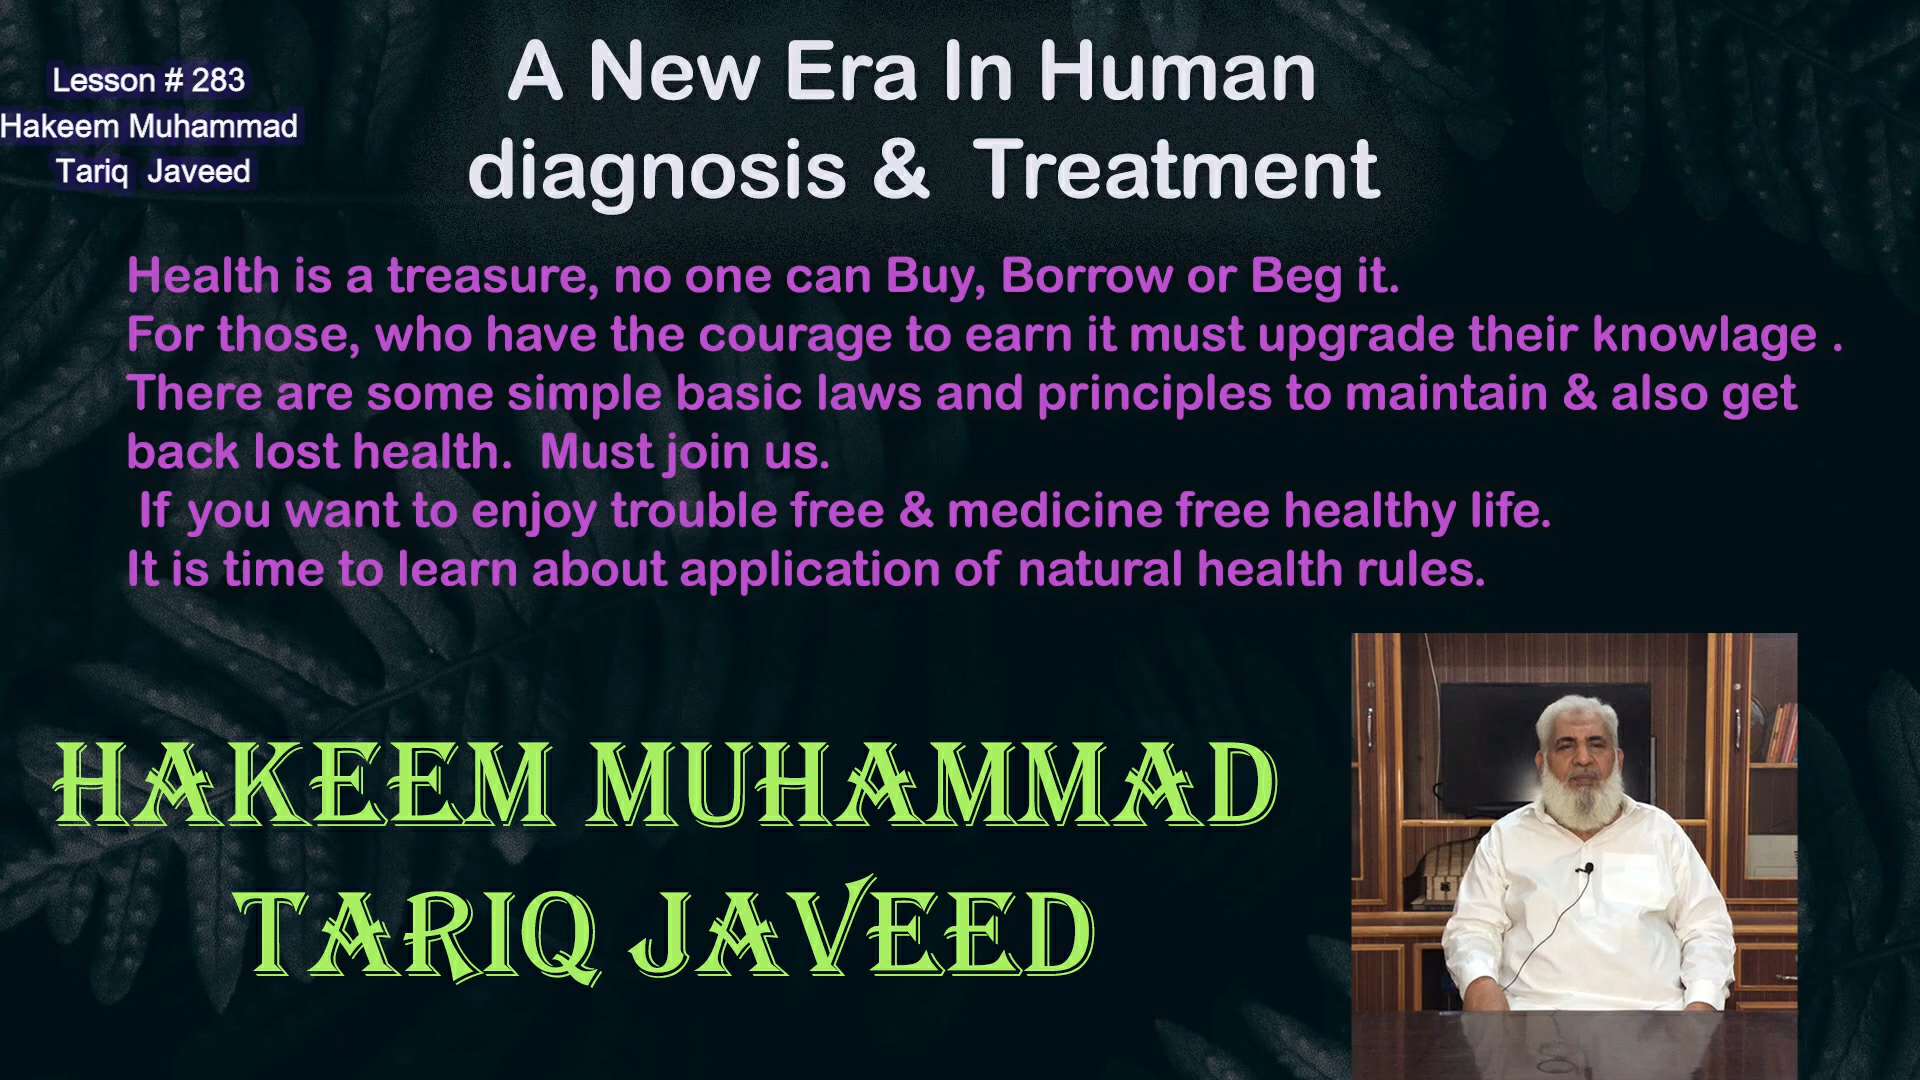 Lesson # 283
Hakeem Muhammad
Tariq Javeed
A New Era In Human
diagnosis & Treatment
Health is a treasure, no one can Buy, Borrow or Beg it.
For those, who have the courage to earn it must upgrade their knowlage .
There are some simple basic laws and principles to maintain & also get
back lost health. Must join us.
If you want to enjoy trouble free & medicine free healthy life.
It is time to learn about application of natural health rules.
HAKEEM MUHAMMAD
TARIQ JAVEED